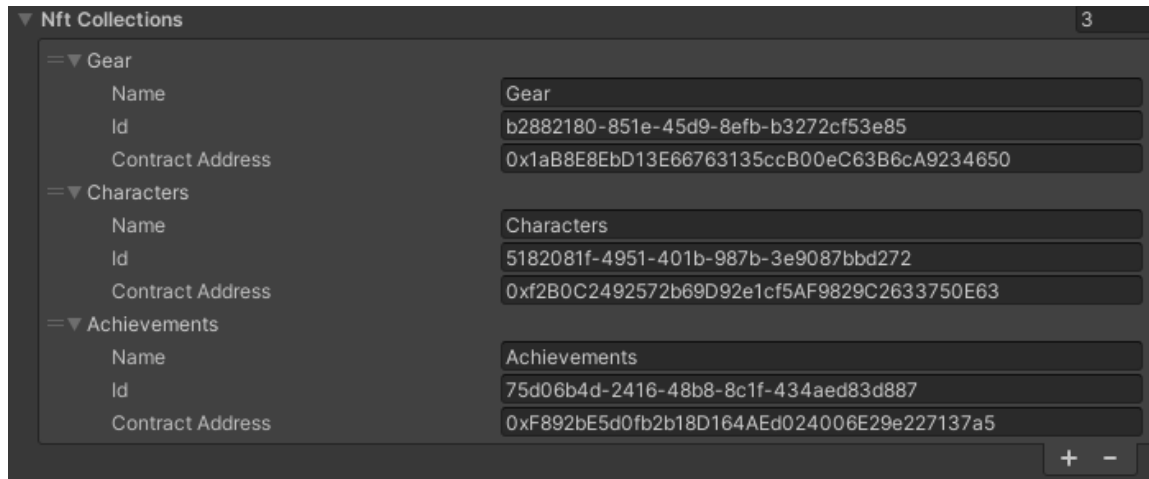 Nft Collections 3
Gear
Name Gear
Id b2882180-851e-45d9-8efb-b3272cf53e85
Contract Address 0x1aB8E8EbD13E66763135ccB00eC63B6cA9234650
Characters
Name Characters
Id 5182081f-4951-401b-987b-3e9087bbd272
Contract Address 0xf2B0C2492572b69D92e1cf5AF9829C2633750E63
Achievements
Name Achievements
Id 75d06b4d-2416-48b8-8c1f-434aed83d887
Contract Address 0xF892bE5d0fb2b18D164AEd024006E29e227137a5
+ −